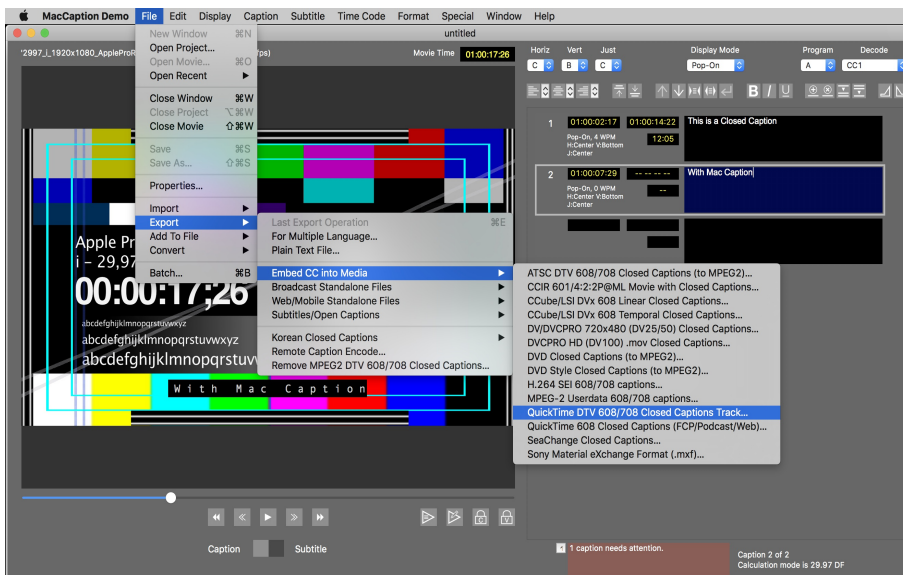 MacCaption Demo File Edit Display Caption Subtitle Time Code Format Special Window Help
untitled
'2997_i_1920x1080_AppleProR
fps)
Movie Time 01:00:17:26
New Window ⌘N
Open Project...
Open Movie... ⌘O
Open Recent ▶
Close Window ⌘W
Close Project ⌥⌘W
Close Movie ⇧⌘W
Save ⌘S
Save As... ⇧⌘S
Properties...
Import ▶
Export ▶
Add To File ▶
Convert ▶
Batch... ⌘B
Last Export Operation ⌘E
For Multiple Language...
Plain Text File...
Embed CC into Media ▶
Broadcast Standalone Files ▶
Web/Mobile Standalone Files ▶
Subtitles/Open Captions ▶
Korean Closed Captions ▶
Remote Caption Encode...
Remove MPEG2 DTV 608/708 Closed Captions...
ATSC DTV 608/708 Closed Captions (to MPEG2)...
CCIR 601/4:2:2P@ML Movie with Closed Captions...
CCube/LSI DVx 608 Linear Closed Captions...
CCube/LSI DVx 608 Temporal Closed Captions...
DV/DVCPRO 720x480 (DV25/50) Closed Captions...
DVCPRO HD (DV100) .mov Closed Captions...
DVD Closed Captions (to MPEG2)...
DVD Style Closed Captions (to MPEG2)...
H.264 SEI 608/708 captions...
MPEG-2 Userdata 608/708 captions...
QuickTime DTV 608/708 Closed Captions Track...
QuickTime 608 Closed Captions (FCP/Podcast/Web)...
SeaChange Closed Captions...
Sony Material eXchange Format (.mxf)...
Apple Pr
i – 29,97
00:00:17;26
abcdefghijklmnopqrstuvwxyz
abcdefghijklmnopqrstuvwxyz
abcdefghijklmnopqrstuv
With Mac Caption
Caption Subtitle
Horiz Vert Just Display Mode Program Decode
C B C Pop-On A CC1
B I U
1 01:00:02:17 01:00:14:22 This is a Closed Caption
Pop-On, 4 WPM
H:Center V:Bottom
J:Center
12:05
2 01:00:07:29 -- -- -- -- With Mac Caption
Pop-On, 0 WPM
H:Center V:Bottom
J:Center
--
1 caption needs attention.
Caption 2 of 2
Calculation mode is 29.97 DF